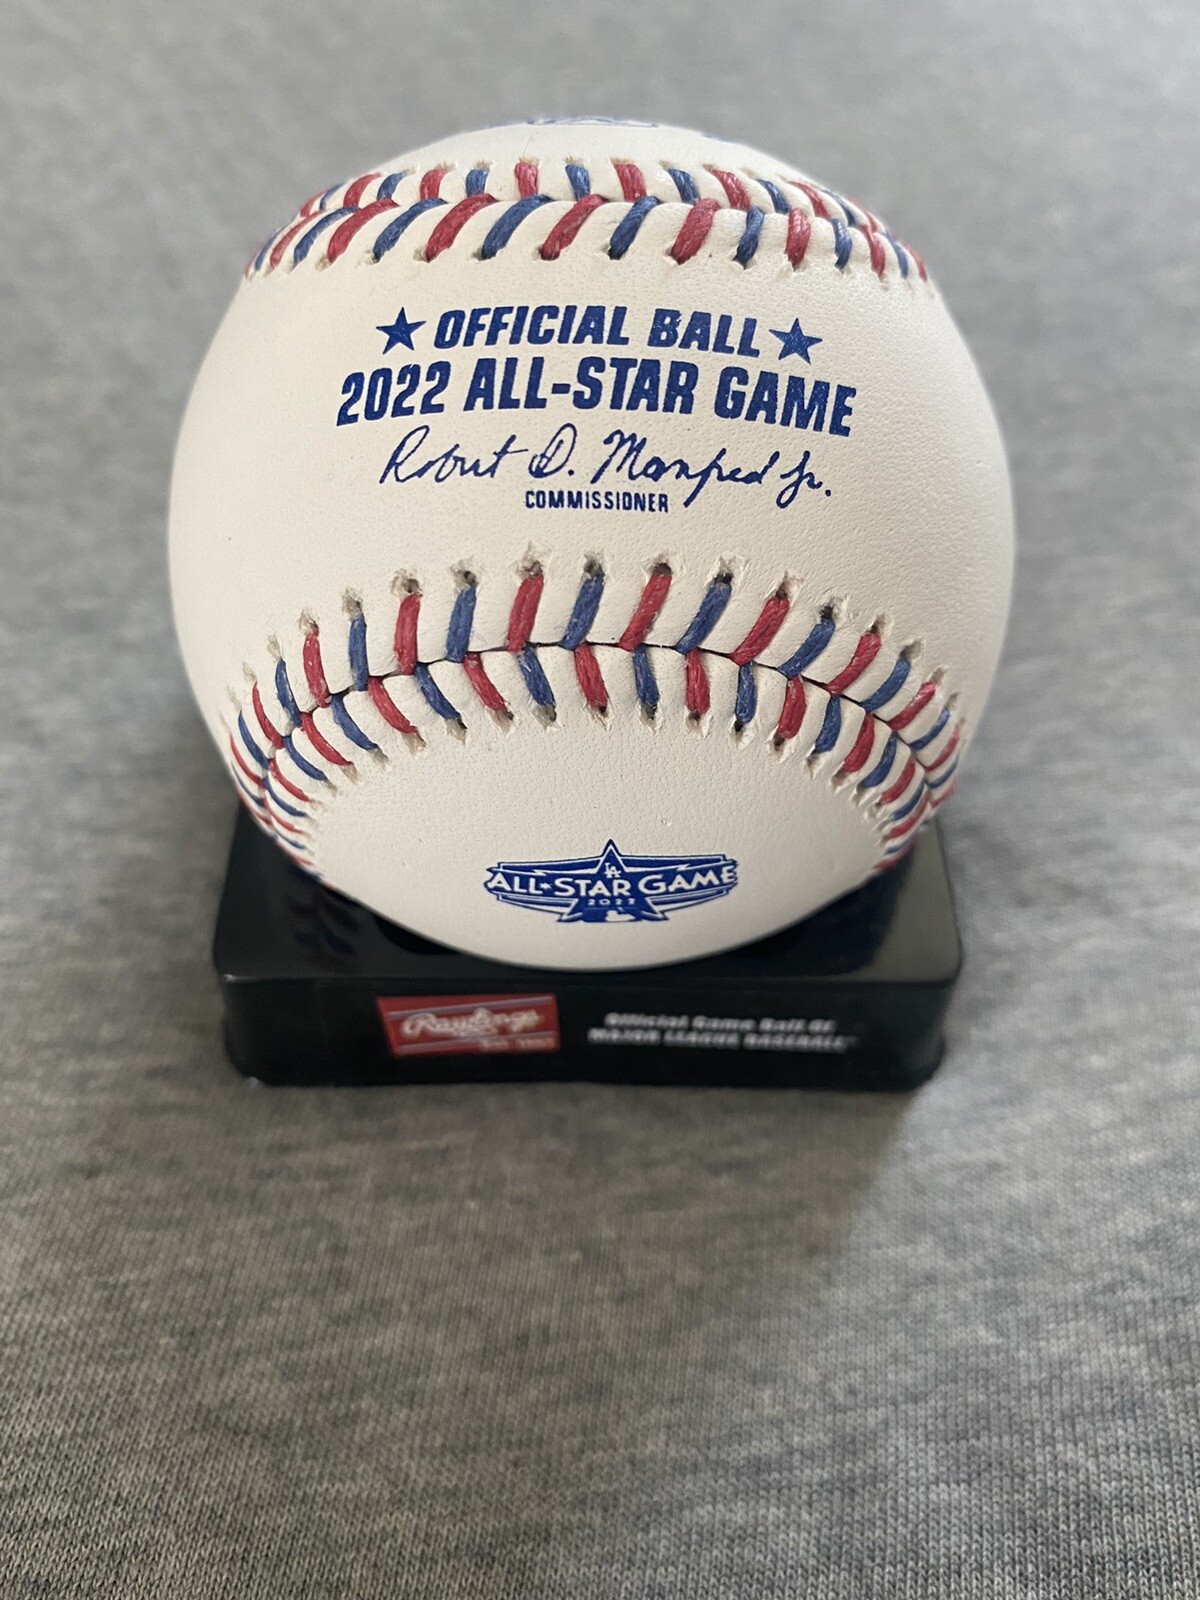 ★ OFFICIAL BALL ★
2022 ALL-STAR GAME
Robert D. Manfred Jr.
COMMISSIONER
LA
ALL★STAR GAME
2022
Rawlings
Official Game Ball of
MAJOR LEAGUE BASEBALL